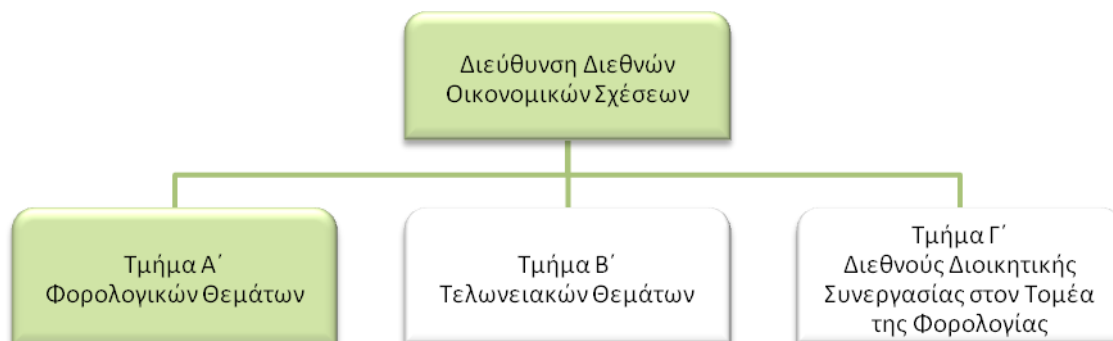 Διεύθυνση Διεθνών
Οικονομικών Σχέσεων
Τμήμα Α΄
Φορολογικών Θεμάτων
Τμήμα Β΄
Τελωνειακών Θεμάτων
Τμήμα Γ΄
Διεθνούς Διοικητικής
Συνεργασίας στον Τομέα
της Φορολογίας